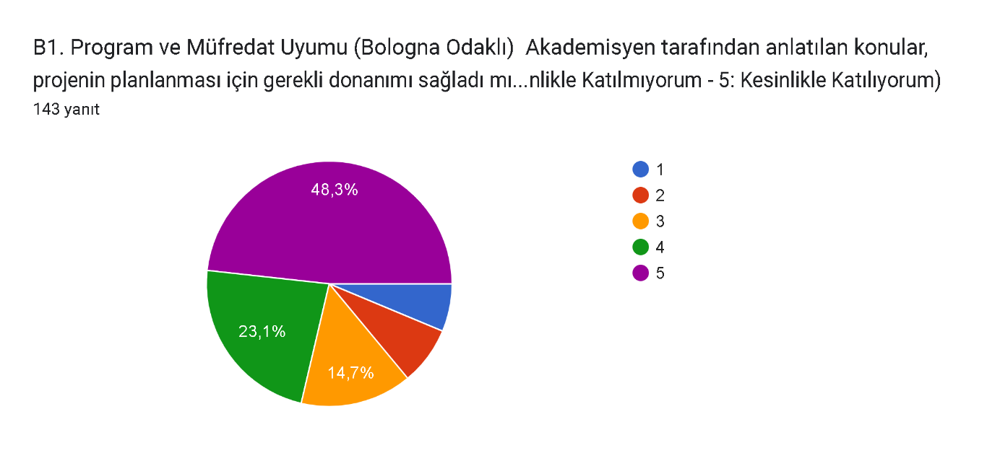 B1. Program ve Müfredat Uyumu (Bologna Odaklı)  Akademisyen tarafından anlatılan konular,
projenin planlanması için gerekli donanımı sağladı mı...nlikle Katılmıyorum - 5: Kesinlikle Katılıyorum)
143 yanıt
48,3%
23,1%
14,7%
1
2
3
4
5